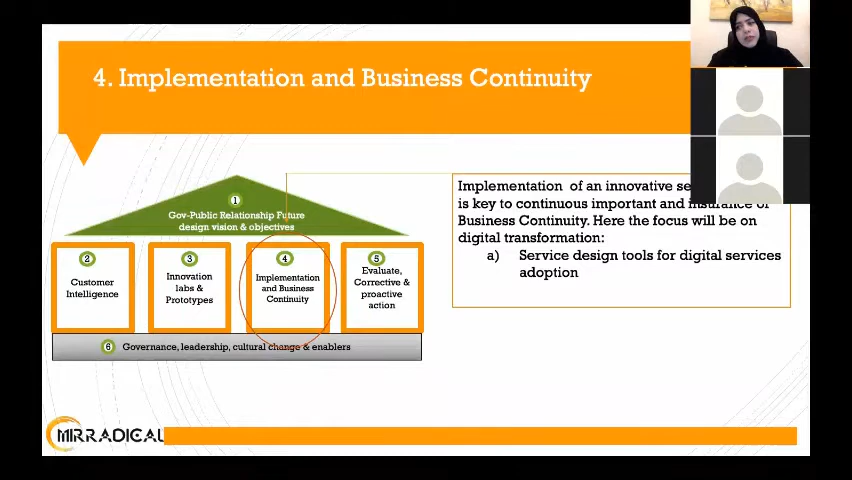 4. Implementation and Business Continuity
1
Gov-Public Relationship Future
design vision & objectives
2
Customer
Intelligence
3
Innovation
labs &
Prototypes
4
Implementation
and Business
Continuity
5
Evaluate,
Corrective &
proactive
action
6 Governance, leadership, cultural change & enablers
Implementation of an innovative
is key to continuous important and insurance of
Business Continuity. Here the focus will be on
digital transformation:
a) Service design tools for digital services
adoption
MIRRADICAL